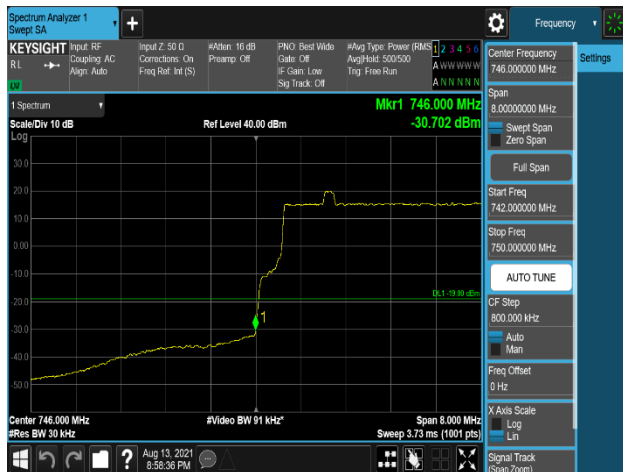 Spectrum Analyzer 1
Swept SA
Frequency
KEYSIGHT
RL
LXI
Input: RF
Coupling: AC
Align: Auto
Input Z: 50 Ω
Corrections: On
Freq Ref: Int (S)
#Atten: 16 dB
Preamp: Off
PNO: Best Wide
Gate: Off
IF Gain: Low
Sig Track: Off
#Avg Type: Power (RMS
Avg|Hold: 500/500
Trig: Free Run
1 2 3 4 5 6
A W W W W W
A N N N N N
1 Spectrum
Scale/Div 10 dB
Log
Ref Level 40.00 dBm
Mkr1 746.000 MHz
-30.702 dBm
30.0
20.0
10.0
0.00
-10.0
-20.0
-30.0
-40.0
-50.0
DL1 -19.00 dBm
1
Center 746.000 MHz
#Res BW 30 kHz
#Video BW 91 kHz*
Span 8.000 MHz
Sweep 3.73 ms (1001 pts)
Aug 13, 2021
8:58:36 PM
Center Frequency
746.000000 MHz
Settings
Span
8.00000000 MHz
Swept Span
Zero Span
Full Span
Start Freq
742.000000 MHz
Stop Freq
750.000000 MHz
AUTO TUNE
CF Step
800.000 kHz
Auto
Man
Freq Offset
0 Hz
X Axis Scale
Log
Lin
Signal Track
(Span Zoom)